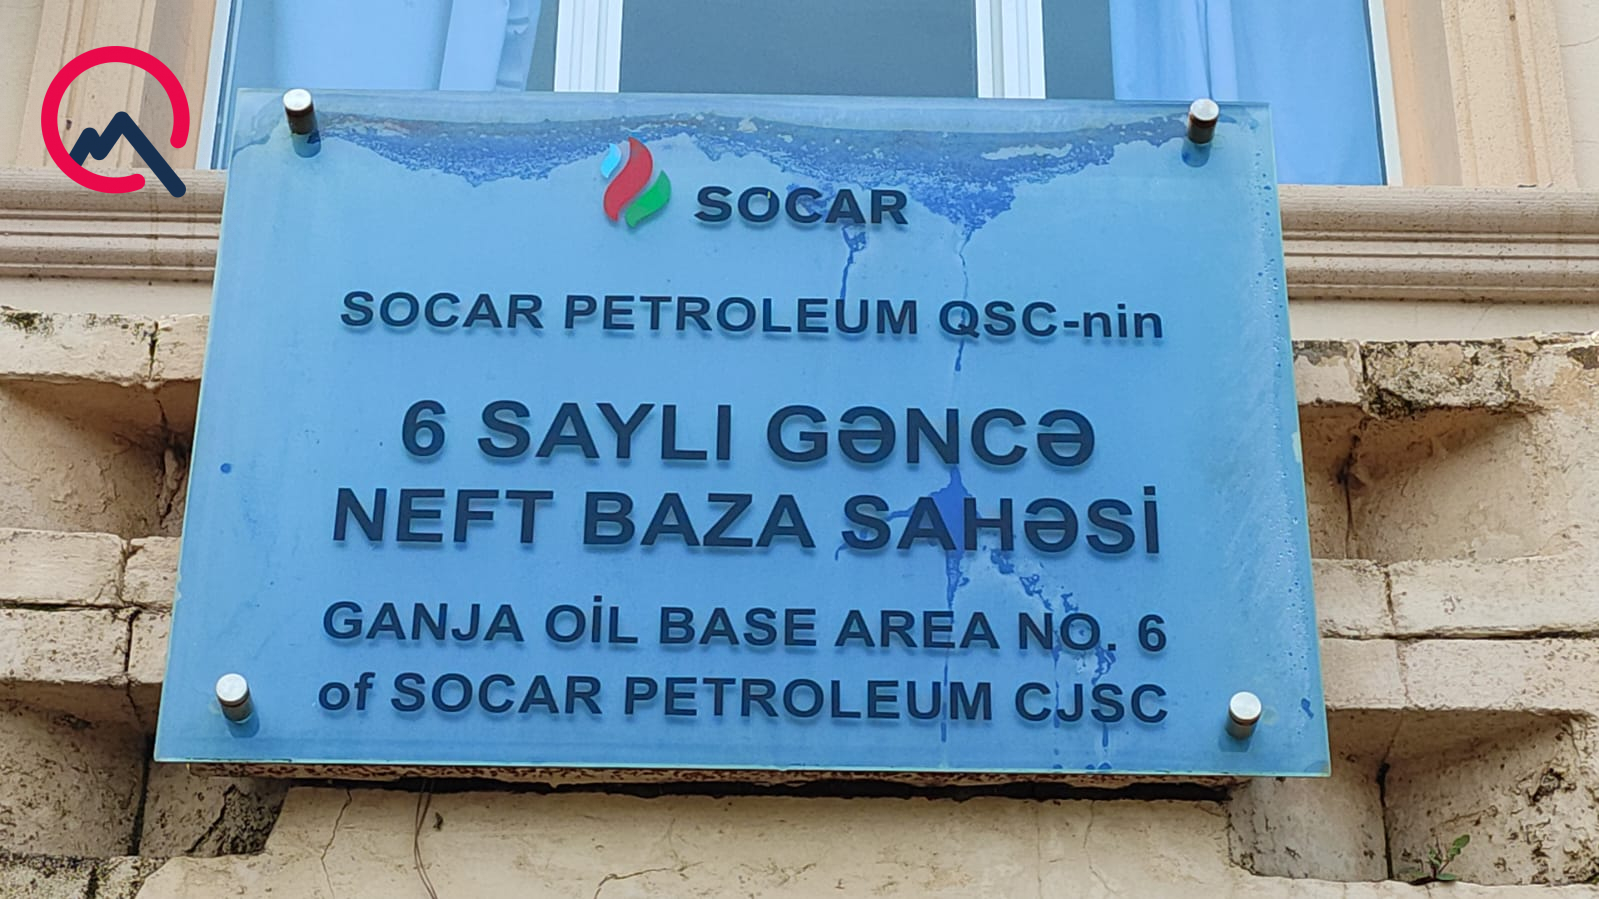 SOCAR
SOCAR PETROLEUM QSC-nin
6 SAYLI GƏNCƏ
NEFT BAZA SAHƏSİ
GANJA OİL BASE AREA NO. 6
of SOCAR PETROLEUM CJSC